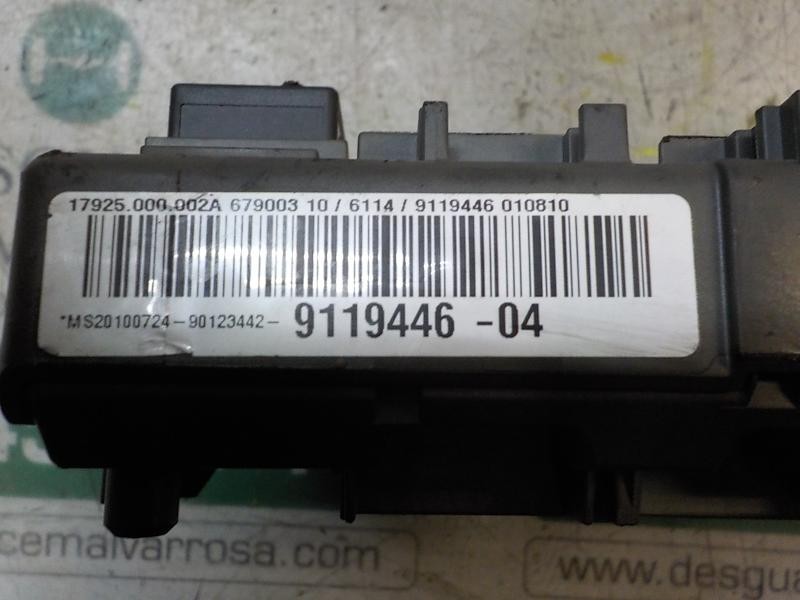 17925.000.002A 679003 10 / 6114 / 9119446 010810
*MS20100724-90123442- 9119446 -04
cemalvarrosa.com
www.desgua